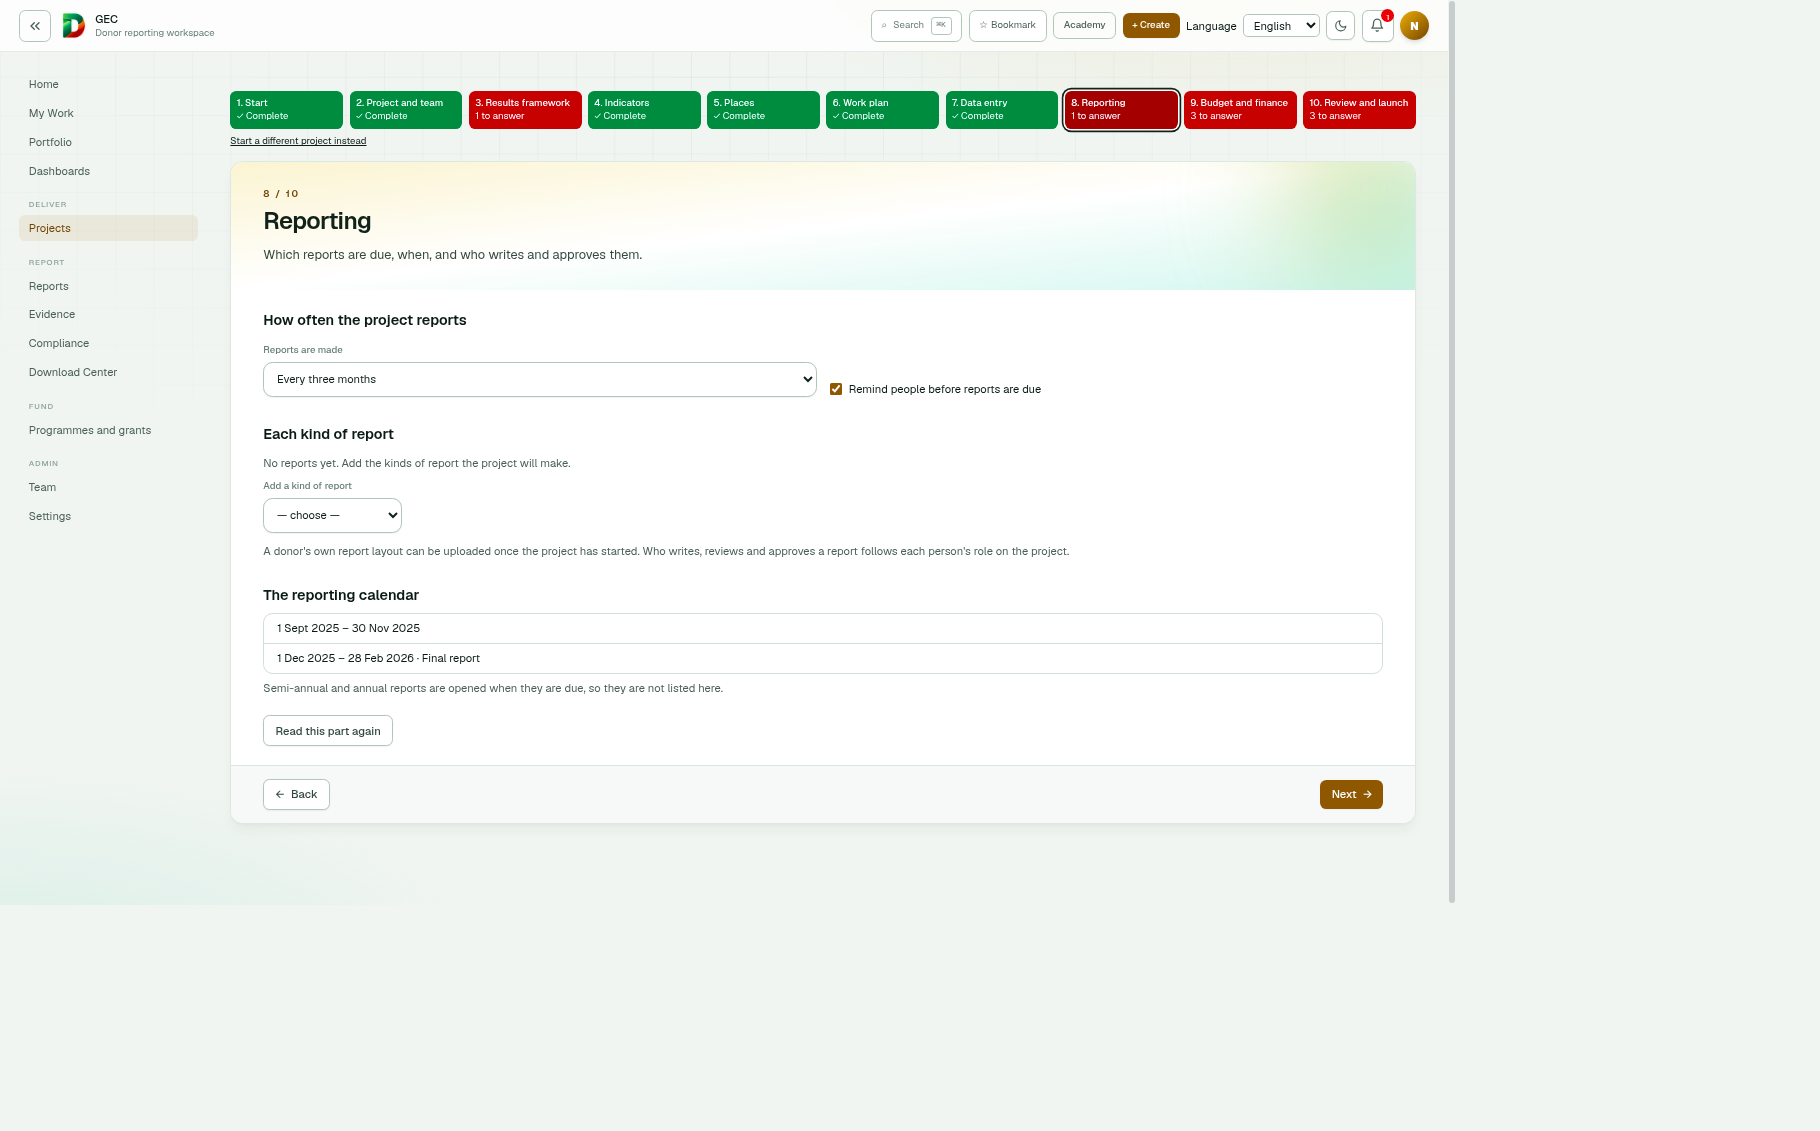 GEC
Donor reporting workspace
Search ⌘K
☆ Bookmark
Academy
+ Create
Language
English
1
N
Home
My Work
Portfolio
Dashboards
DELIVER
Projects
REPORT
Reports
Evidence
Compliance
Download Center
FUND
Programmes and grants
ADMIN
Team
Settings
1. Start
✓ Complete
2. Project and team
✓ Complete
3. Results framework
1 to answer
4. Indicators
✓ Complete
5. Places
✓ Complete
6. Work plan
✓ Complete
7. Data entry
✓ Complete
8. Reporting
1 to answer
9. Budget and finance
3 to answer
10. Review and launch
3 to answer
Start a different project instead
8 / 10
Reporting
Which reports are due, when, and who writes and approves them.
How often the project reports
Reports are made
Every three months
Remind people before reports are due
Each kind of report
No reports yet. Add the kinds of report the project will make.
Add a kind of report
— choose —
A donor's own report layout can be uploaded once the project has started. Who writes, reviews and approves a report follows each person's role on the project.
The reporting calendar
1 Sept 2025 – 30 Nov 2025
1 Dec 2025 – 28 Feb 2026 · Final report
Semi-annual and annual reports are opened when they are due, so they are not listed here.
Read this part again
← Back
Next →